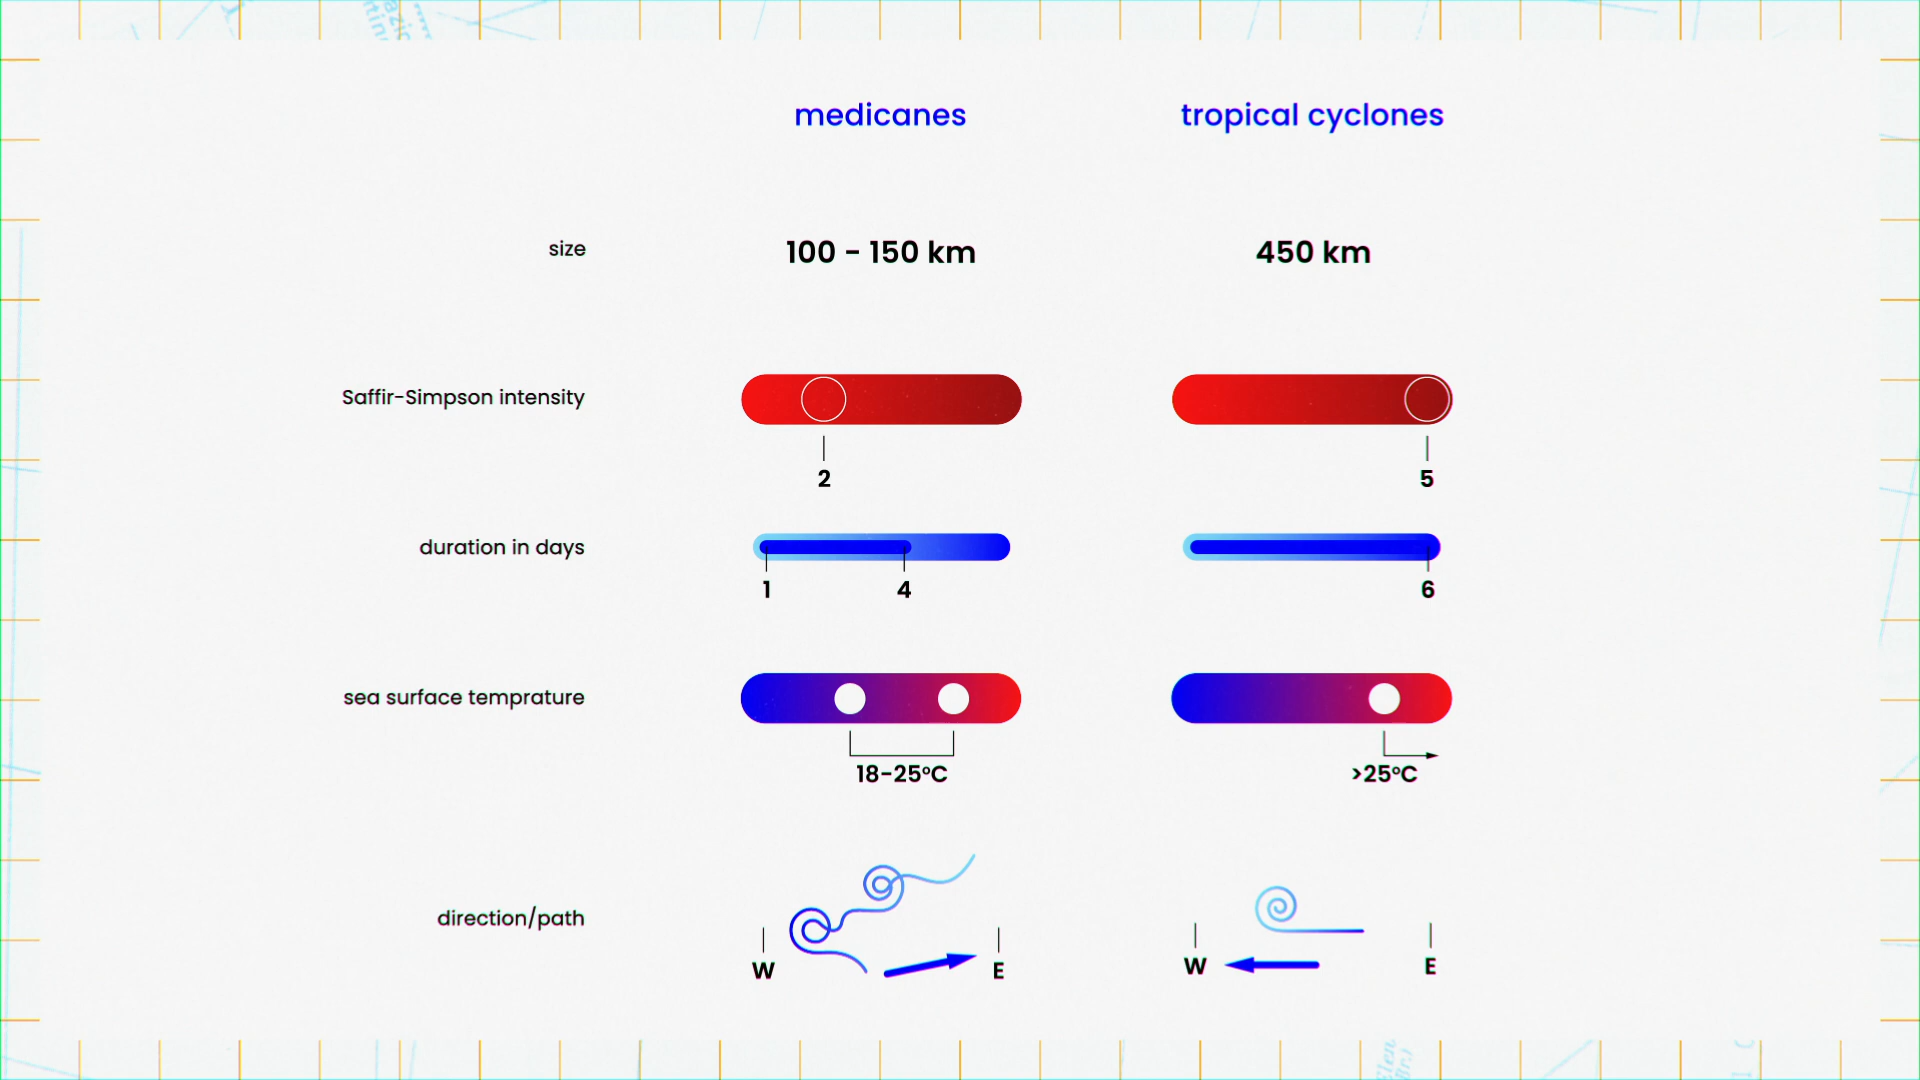 medicanes
tropical cyclones
size
100 - 150 km
450 km
Saffir-Simpson intensity
2
5
duration in days
1
4
6
sea surface temprature
18-25°C
>25°C
direction/path
W
E
W
E
Elen.